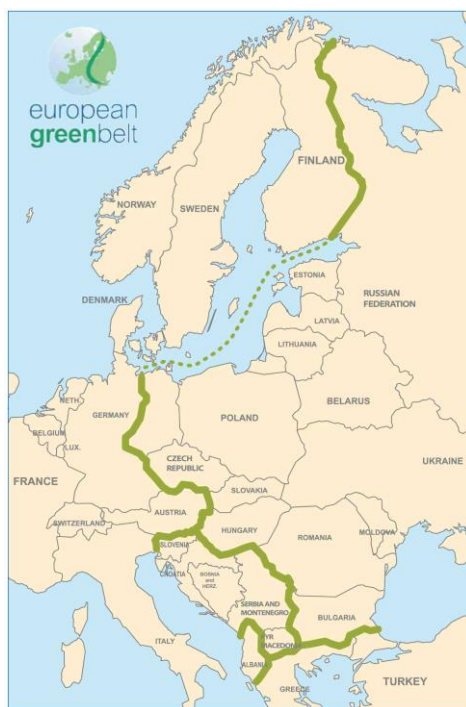 european
greenbelt
FINLAND
NORWAY
SWEDEN
ESTONIA
RUSSIAN
FEDERATION
DENMARK
LATVIA
LITHUANIA
NETH.
GERMANY
POLAND
BELARUS
BELGIUM
LUX.
CZECH
REPUBLIC
UKRAINE
FRANCE
SLOVAKIA
AUSTRIA
SWITZERLAND
HUNGARY
MOLDOVA
SLOVENIA
ROMANIA
CROATIA
BOSNIA
and
HERZ.
SERBIA AND
MONTENEGRO
BULGARIA
ITALY
FYR
MACEDONIA
ALBANIA
GREECE
TURKEY